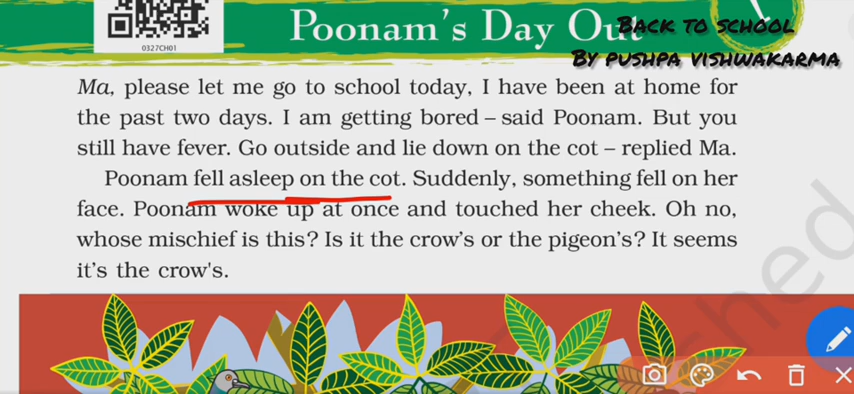 Poonam's Day Out
Back to school
By pushpa vishwakarma
0327CH01
Ma, please let me go to school today, I have been at home for
the past two days. I am getting bored – said Poonam. But you
still have fever. Go outside and lie down on the cot – replied Ma.
Poonam fell asleep on the cot. Suddenly, something fell on her
face. Poonam woke up at once and touched her cheek. Oh no,
whose mischief is this? Is it the crow's or the pigeon's? It seems
it's the crow's.